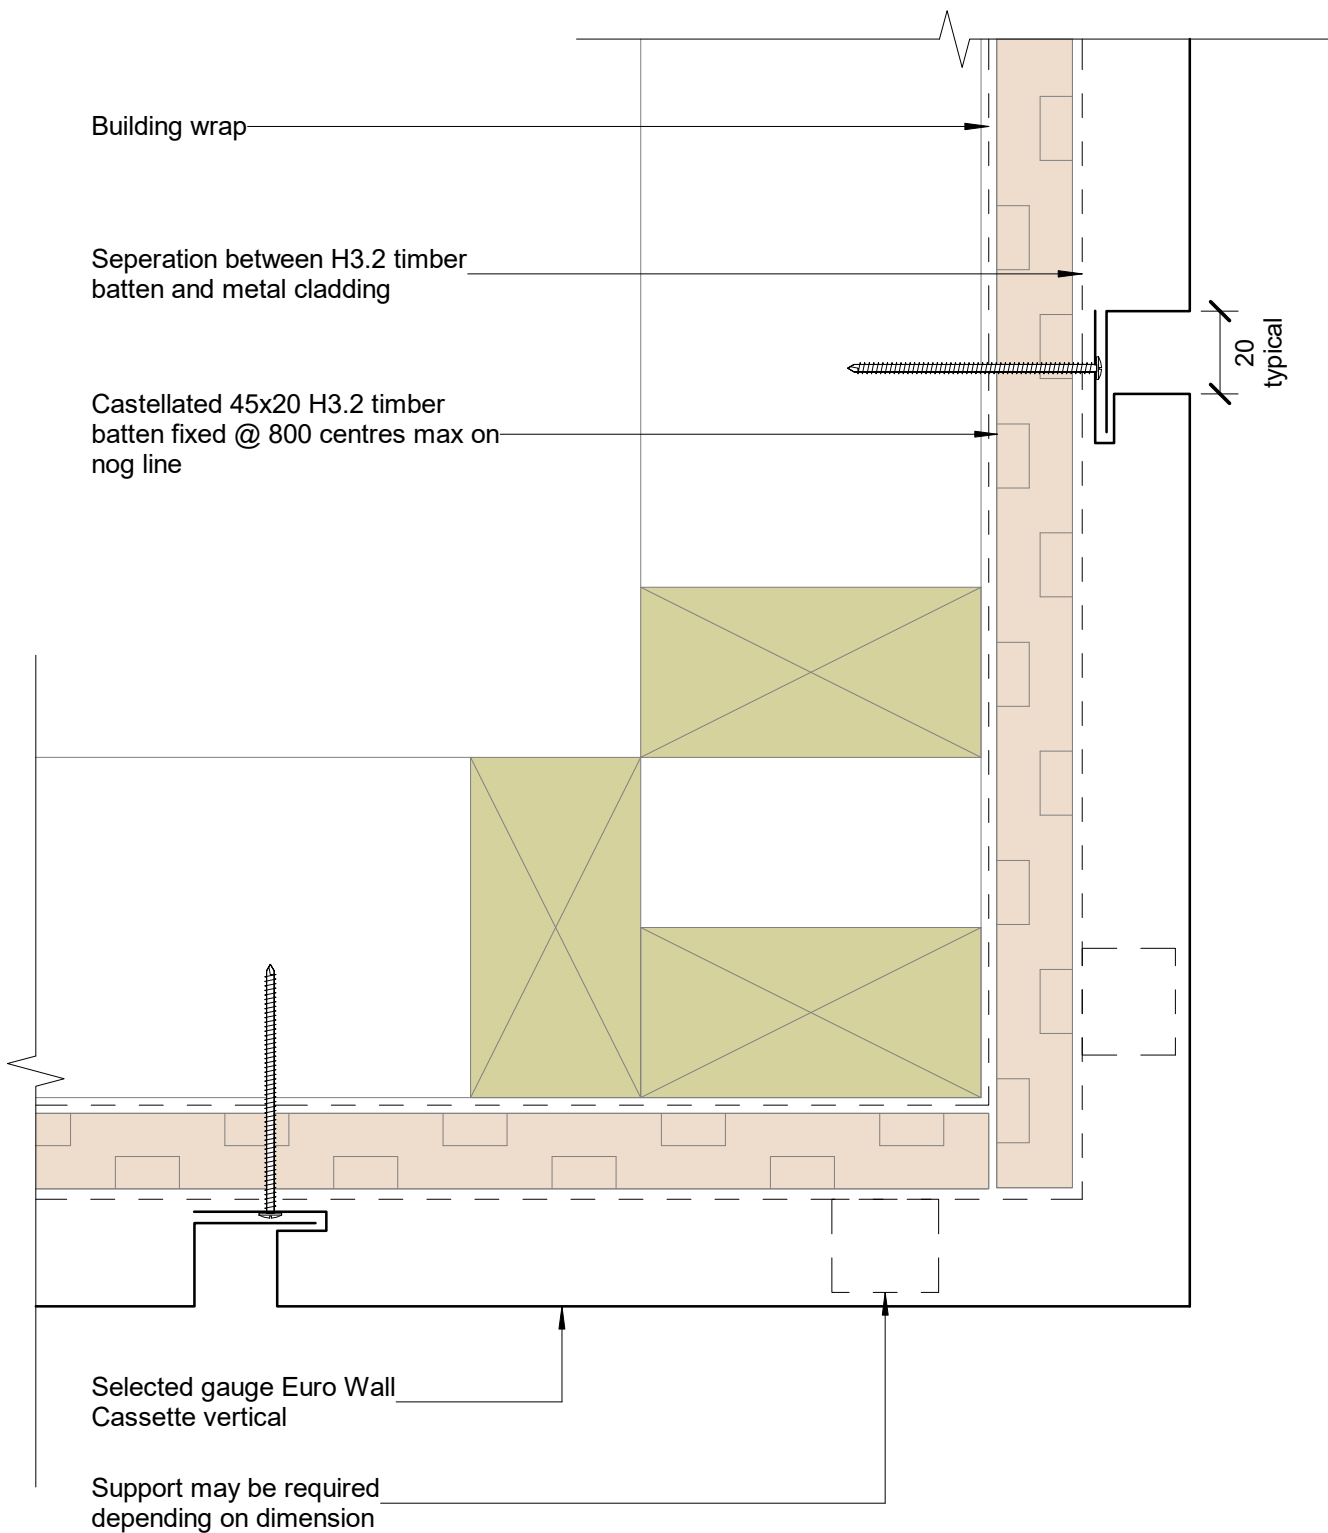 Building wrap
Seperation between H3.2 timber
batten and metal cladding
20
typical
Castellated 45x20 H3.2 timber
batten fixed @ 800 centres max on
nog line
Selected gauge Euro Wall
Cassette vertical
Support may be required
depending on dimension